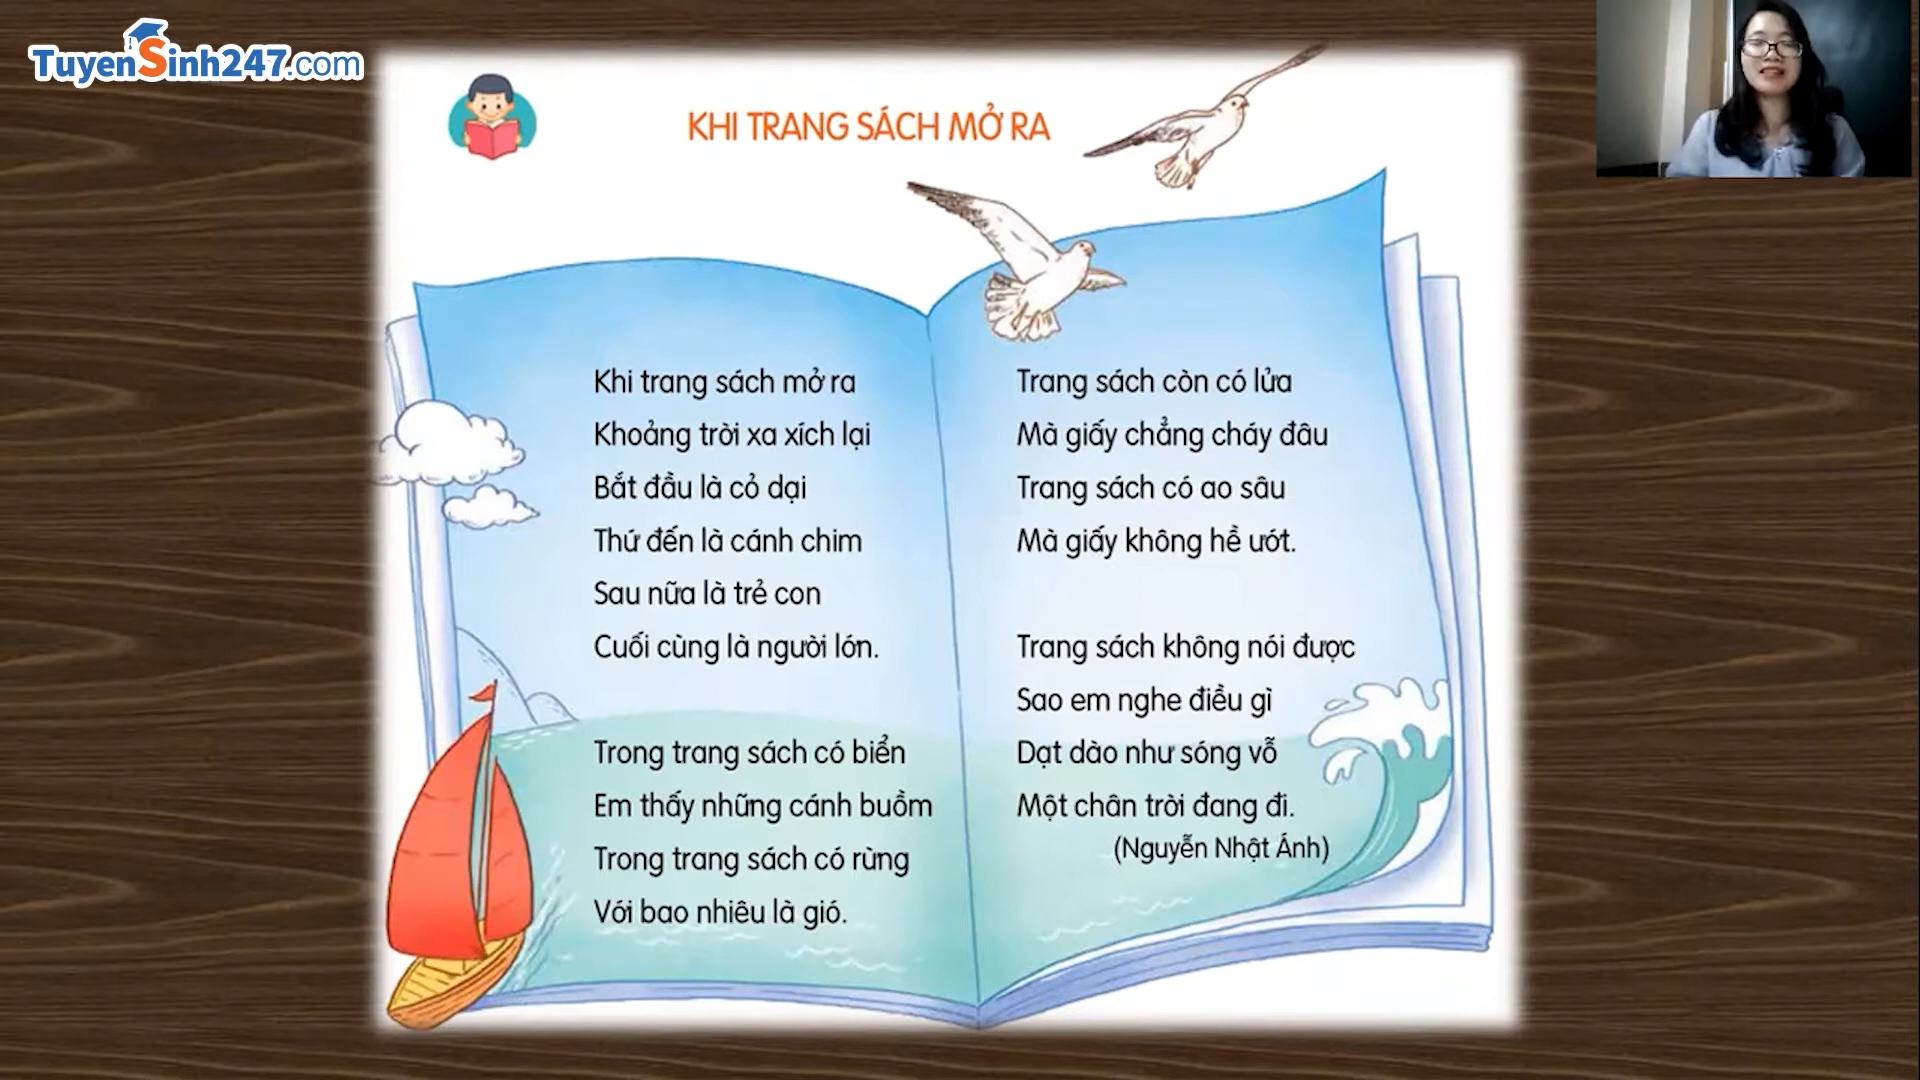 TuyenSinh247.com
KHI TRANG SÁCH MỞ RA
Khi trang sách mở ra
Khoảng trời xa xích lại
Bắt đầu là cỏ dại
Thứ đến là cánh chim
Sau nữa là trẻ con
Cuối cùng là người lớn.
Trong trang sách có biển
Em thấy những cánh buồm
Trong trang sách có rừng
Với bao nhiêu là gió.
Trang sách còn có lửa
Mà giấy chẳng cháy đâu
Trang sách có ao sâu
Mà giấy không hề ướt.
Trang sách không nói được
Sao em nghe điều gì
Dạt dào như sóng vỗ
Một chân trời đang đi.
(Nguyễn Nhật Ánh)